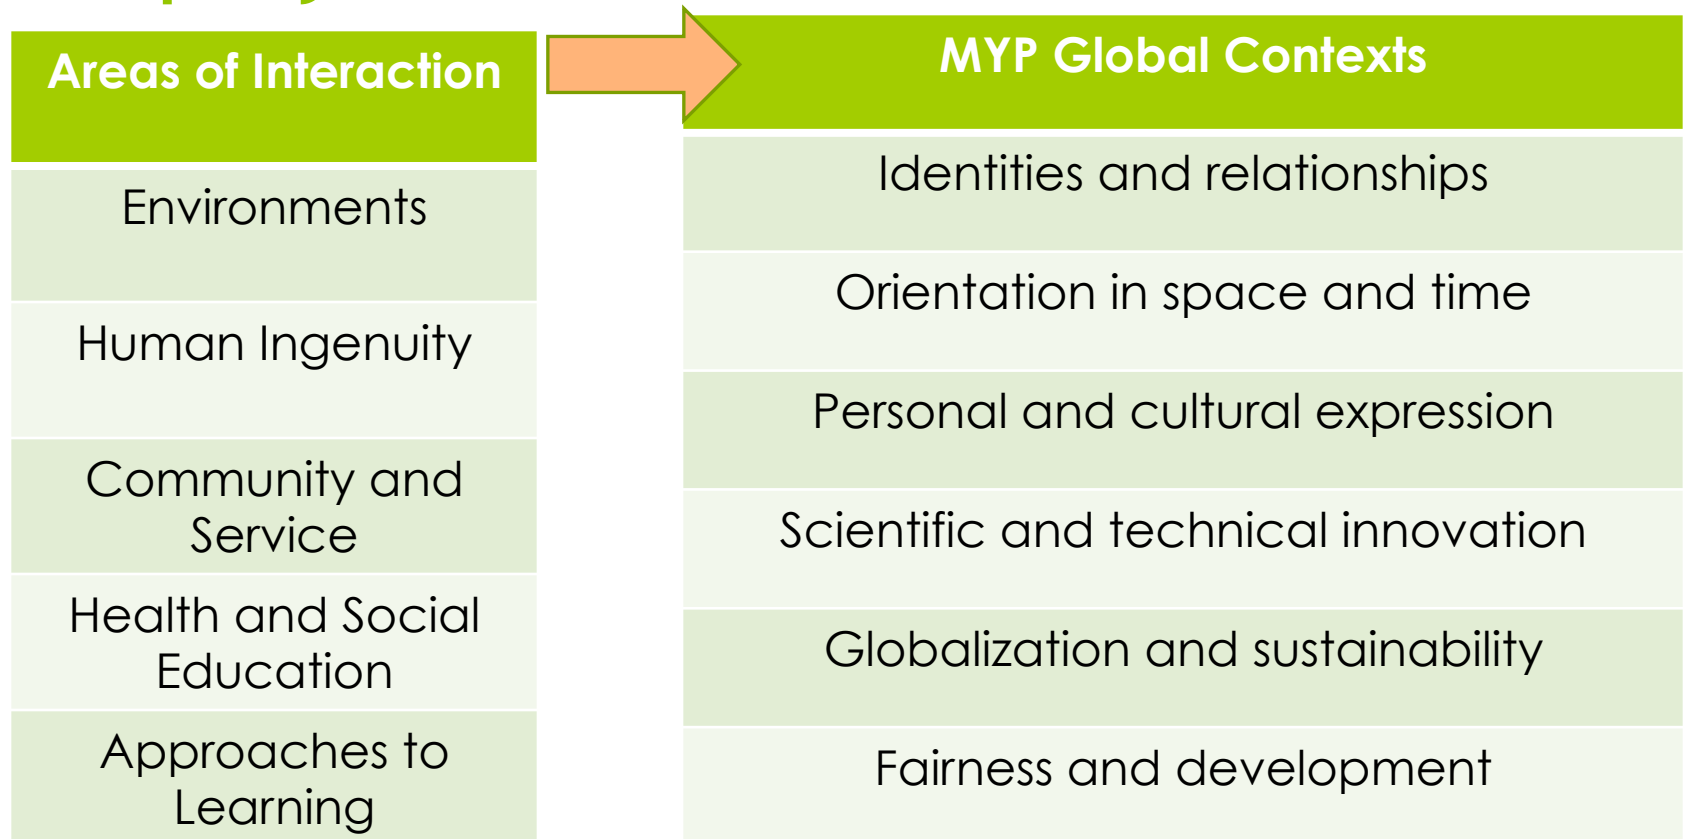 Areas of Interaction
Environments
Human Ingenuity
Community and
Service
Health and Social
Education
Approaches to
Learning
MYP Global Contexts
Identities and relationships
Orientation in space and time
Personal and cultural expression
Scientific and technical innovation
Globalization and sustainability
Fairness and development